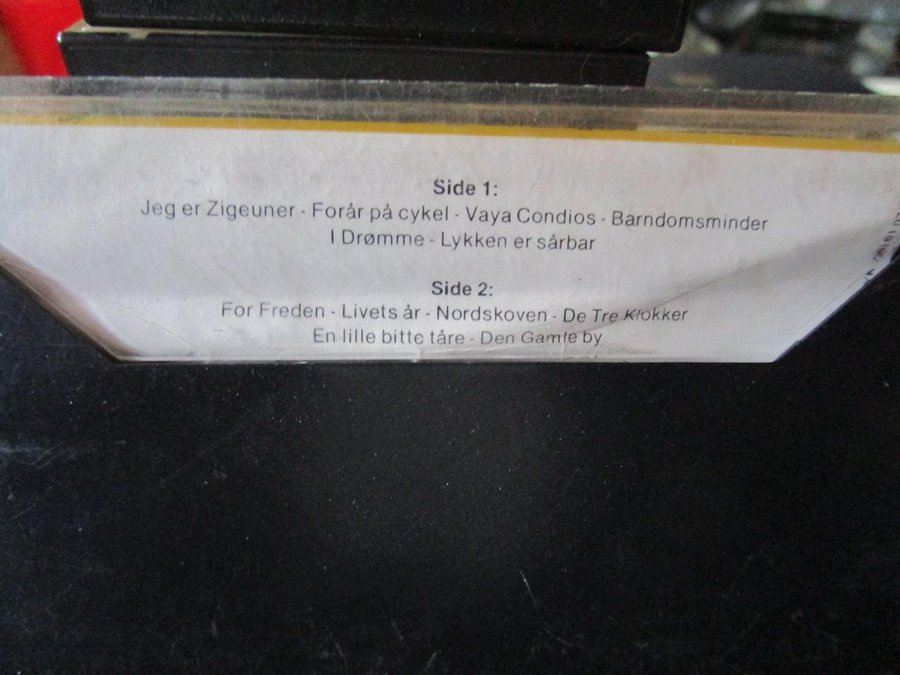 Side 1:
Jeg er Zigeuner - Forår på cykel - Vaya Condios - Barndomsminder
I Drømme - Lykken er sårbar
Side 2:
For Freden - Livets år - Nordskoven - De Tre Klokker
En lille bitte tåre - Den Gamle by